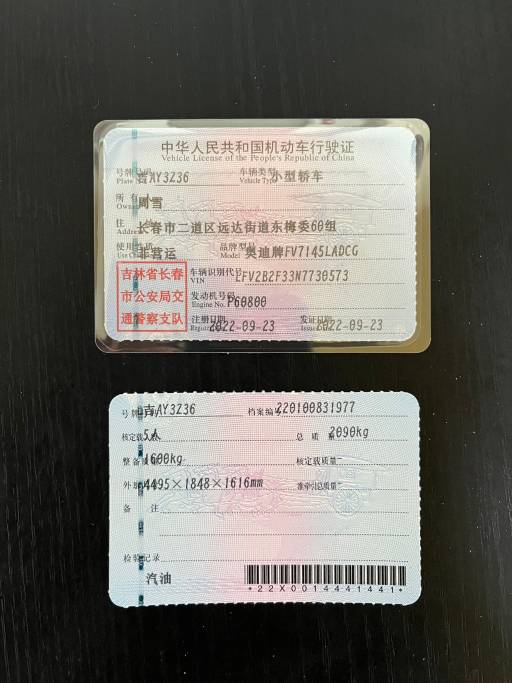 中华人民共和国机动车行驶证
Vehicle License of the People's Republic of China
号牌号码 吉AY3Z36 车辆类型 小型轿车
Plate No. Vehicle Type
所有人 周雪
Owner
住址 长春市二道区远达街道东梅委60组
Address
使用性质 非营运 品牌型号 奥迪牌FV7145LADCG
Use Character Model
吉林省长春
市公安局交
通警察支队
车辆识别代号 LFV2B2F33N7730573
VIN
发动机号码 P60800
Engine No.
注册日期 2022-09-23 发证日期 2022-09-23
Register Date Issue Date
号牌号码 吉AY3Z36 档案编号 220100831977
核定载人数 5人 总质量 2090kg
整备质量 1600kg 核定载质量 --
外廓尺寸 4495×1848×1616mm 准牵引总质量 --
备注
检验记录
汽油
*22X0014441441*